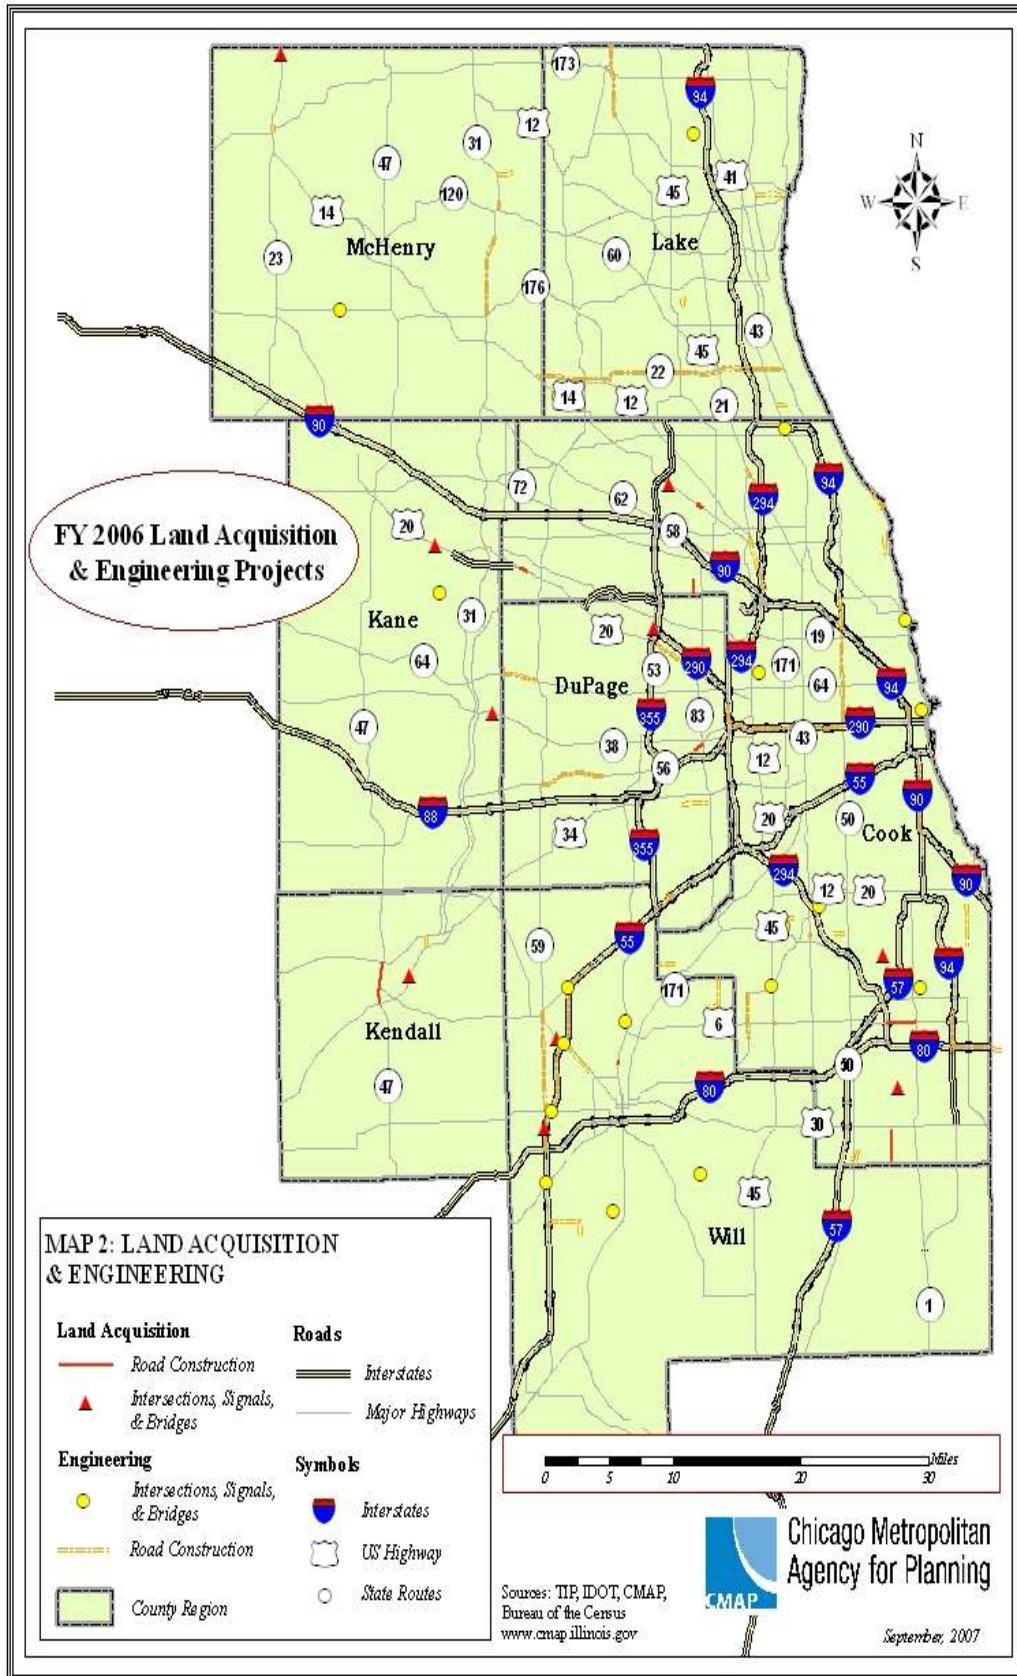 173
94
12
31
47
41
120
45
14
McHenry
Lake
23
60
176
N
W
E
S
43
45
22
14
12
21
90
72
62
94
294
20
58
FY 2006 Land Acquisition
& Engineering Projects
90
Kane
31
20
19
64
53
290
294
171
64
94
DuPage
47
355
83
38
43
290
12
56
55
88
90
34
20
50
Cook
355
294
90
12
20
59
55
45
94
171
57
Kendall
6
80
50
47
80
30
45
Will
57
1
MAP 2: LAND ACQUISITION
& ENGINEERING
Land Acquisition
Road Construction
Intersections, Signals,
& Bridges
Engineering
Intersections, Signals,
& Bridges
Road Construction
County Region
Roads
Interstates
Major Highways
Symbols
Interstates
US Highway
State Routes
Miles
0 5 10 20 30
Sources: TIP, IDOT, CMAP,
Bureau of the Census
www.cmap.illinois.gov
CMAP
Chicago Metropolitan
Agency for Planning
September, 2007